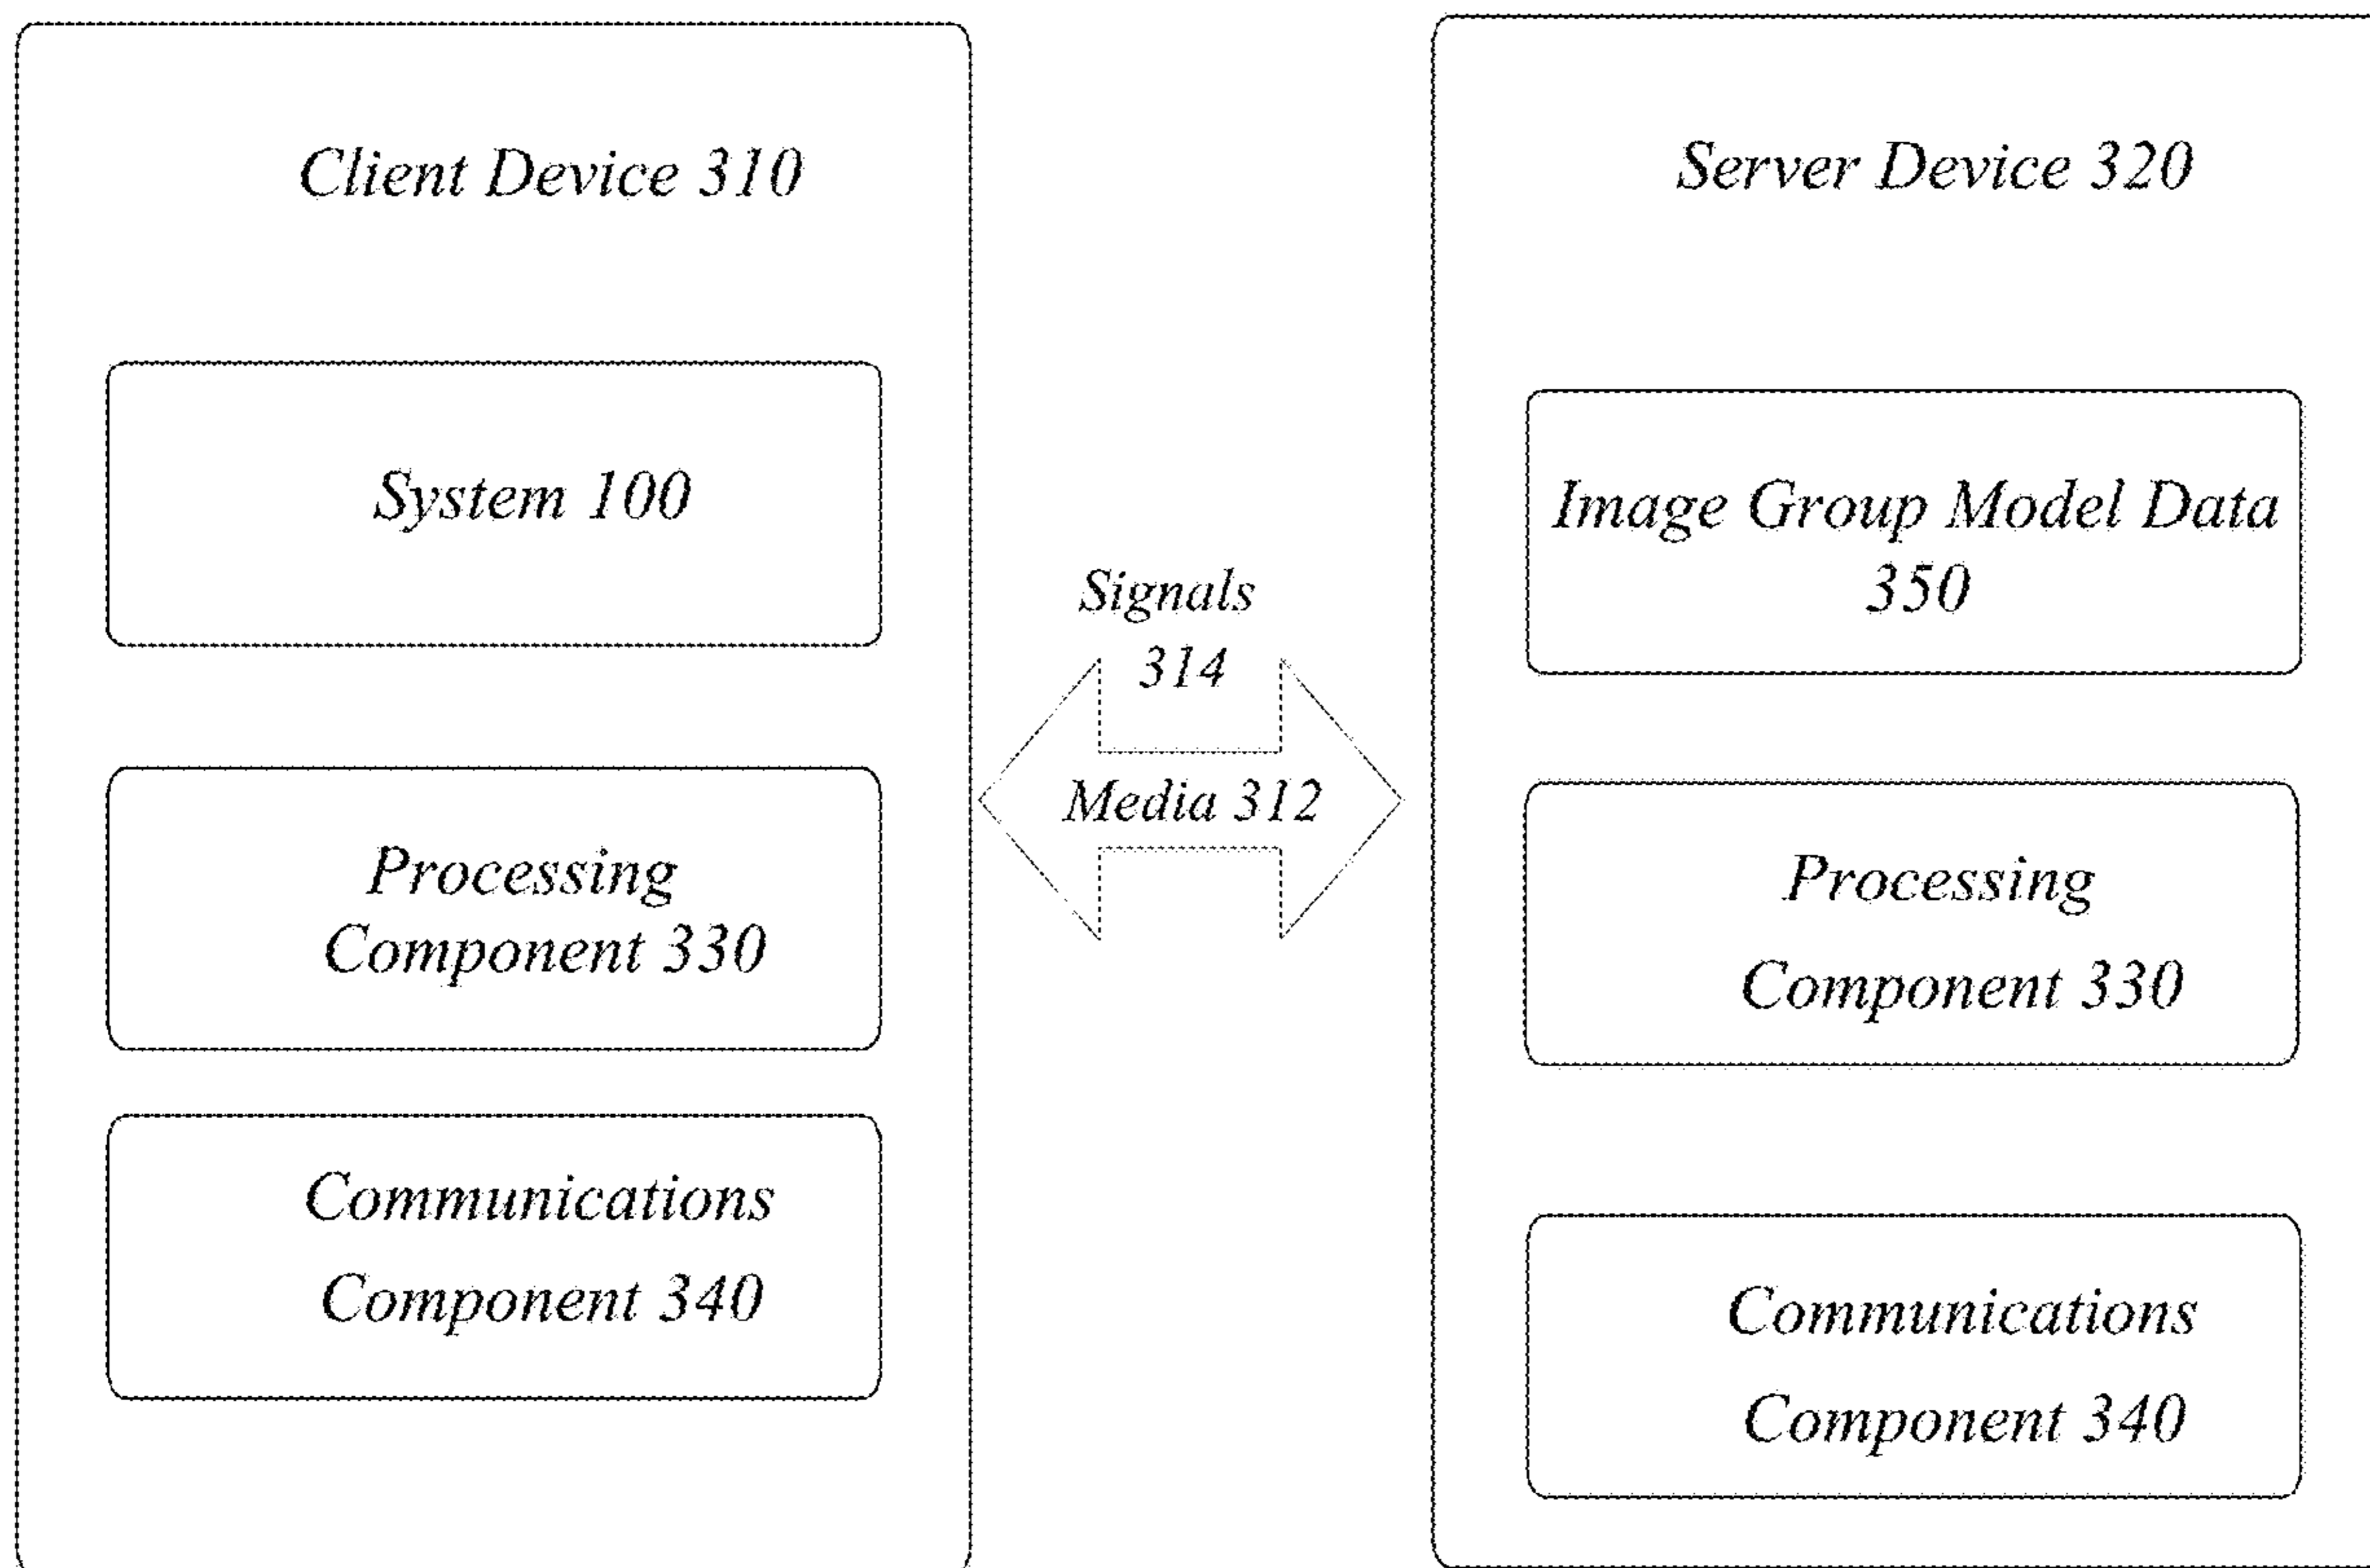 Client Device 310
System 100
Processing
Component 330
Communications
Component 340
Signals
314
Media 312
Server Device 320
Image Group Model Data
350
Processing
Component 330
Communications
Component 340